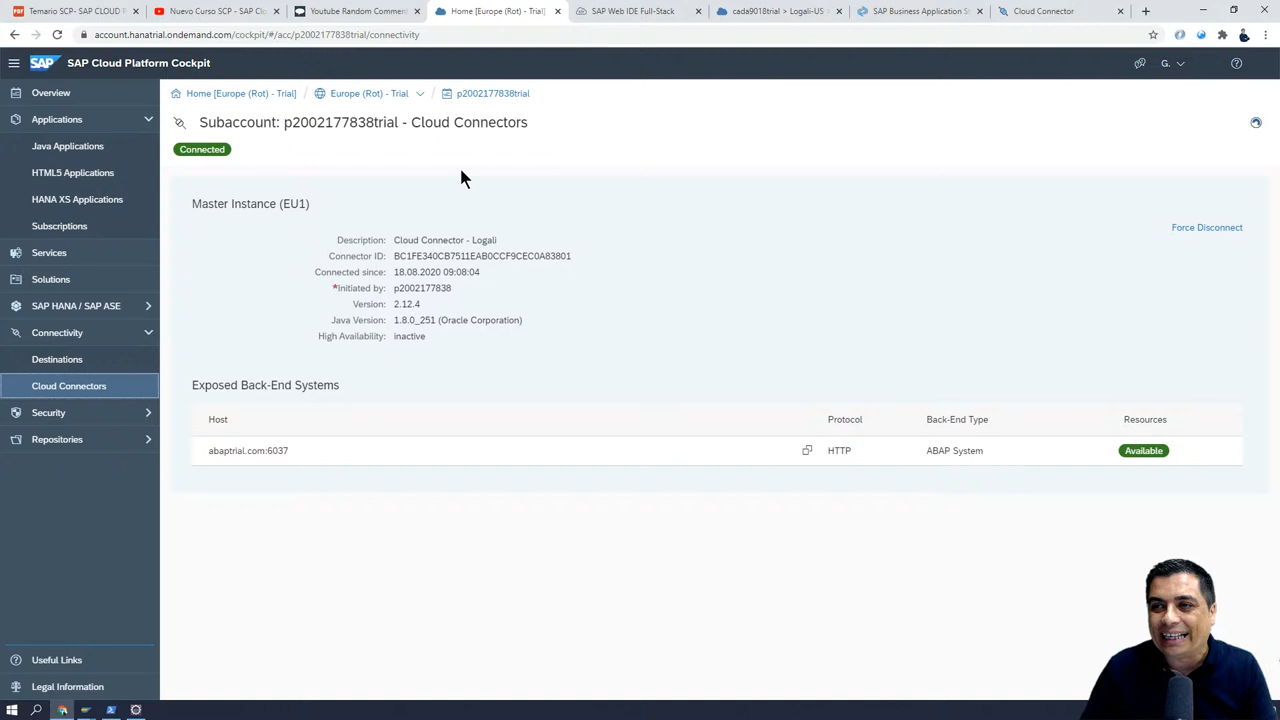 Temario SCP- SAP CLOUD P
Nuevo Curso SCP - SAP Cl
Youtube Random Comment
Home [Europe (Rot) - Trial]
SAP Web IDE Full-Stack
cada9018trial > Logali-US
SAP Business Application S
Cloud Connector
account.hanatrial.ondemand.com/cockpit/#/acc/p2002177838trial/connectivity
SAP SAP Cloud Platform Cockpit
G.
Overview
Applications
Java Applications
HTML5 Applications
HANA XS Applications
Subscriptions
Services
Solutions
SAP HANA / SAP ASE
Connectivity
Destinations
Cloud Connectors
Security
Repositories
Useful Links
Legal Information
Home [Europe (Rot) - Trial] / Europe (Rot) - Trial / p2002177838trial
Subaccount: p2002177838trial - Cloud Connectors
Connected
Master Instance (EU1)
Force Disconnect
Description: Cloud Connector - Logali
Connector ID: BC1FE340CB7511EAB0CCF9CEC0A83801
Connected since: 18.08.2020 09:08:04
*Initiated by: p2002177838
Version: 2.12.4
Java Version: 1.8.0_251 (Oracle Corporation)
High Availability: inactive
Exposed Back-End Systems
Host Protocol Back-End Type Resources
abaptrial.com:6037 HTTP ABAP System Available